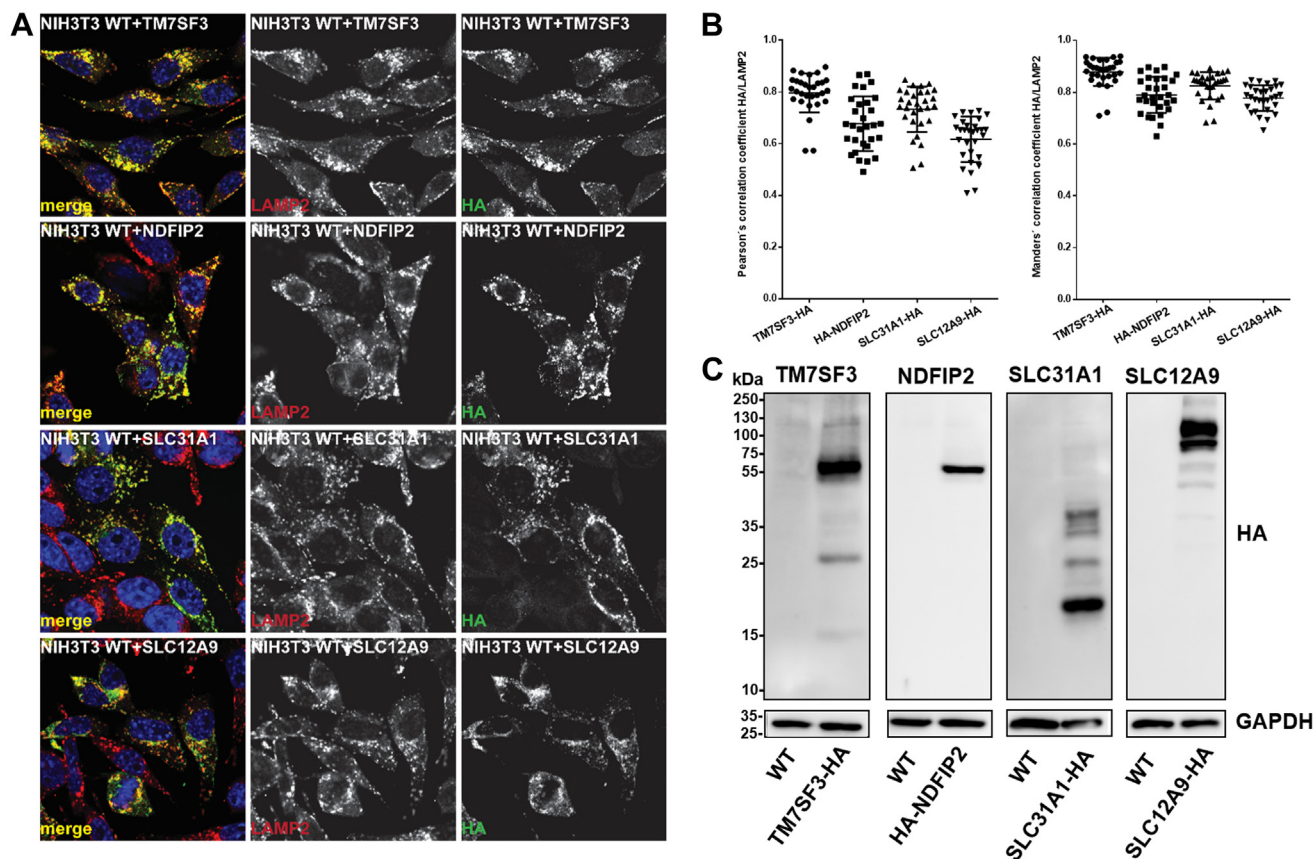 A
NIH3T3 WT+TM7SF3 NIH3T3 WT+TM7SF3 NIH3T3 WT+TM7SF3
merge LAMP2 HA
NIH3T3 WT+NDFIP2 NIH3T3 WT+NDFIP2 NIH3T3 WT+NDFIP2
merge LAMP2 HA
NIH3T3 WT+SLC31A1 NIH3T3 WT+SLC31A1 NIH3T3 WT+SLC31A1
merge LAMP2 HA
NIH3T3 WT+SLC12A9 NIH3T3 WT+SLC12A9 NIH3T3 WT+SLC12A9
merge LAMP2 HA
B
Pearson´s correlation coefficient HA/LAMP2
1.0
0.8
0.6
0.4
0.2
0.0
TM7SF3-HA
HA-NDFIP2
SLC31A1-HA
SLC12A9-HA
Manders´ correlation coefficient HA/LAMP2
1.0
0.8
0.6
0.4
0.2
0.0
TM7SF3-HA
HA-NDFIP2
SLC31A1-HA
SLC12A9-HA
C
kDa TM7SF3 NDFIP2 SLC31A1 SLC12A9
250
130
100
75
55
35
25
15
10
HA
35
25
GAPDH
WT
TM7SF3-HA
WT
HA-NDFIP2
WT
SLC31A1-HA
WT
SLC12A9-HA